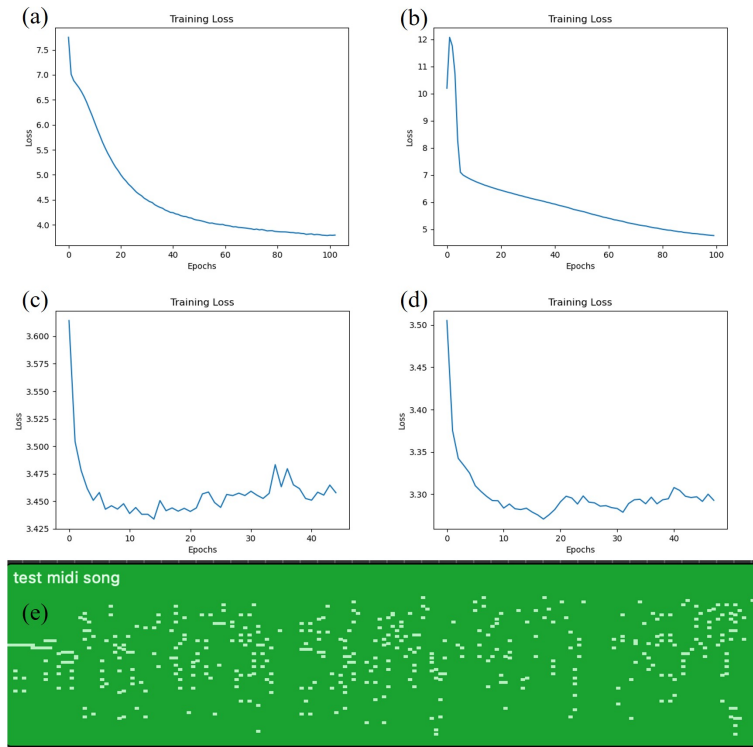 (a)
Training Loss
7.5
7.0
6.5
6.0
5.5
5.0
4.5
4.0
Loss
0 20 40 60 80 100
Epochs
(b)
Training Loss
12
11
10
9
8
7
6
5
Loss
0 20 40 60 80 100
Epochs
(c)
Training Loss
3.600
3.575
3.550
3.525
3.500
3.475
3.450
3.425
Loss
0 10 20 30 40
Epochs
(d)
Training Loss
3.50
3.45
3.40
3.35
3.30
Loss
0 10 20 30 40
Epochs
test midi song
(e)